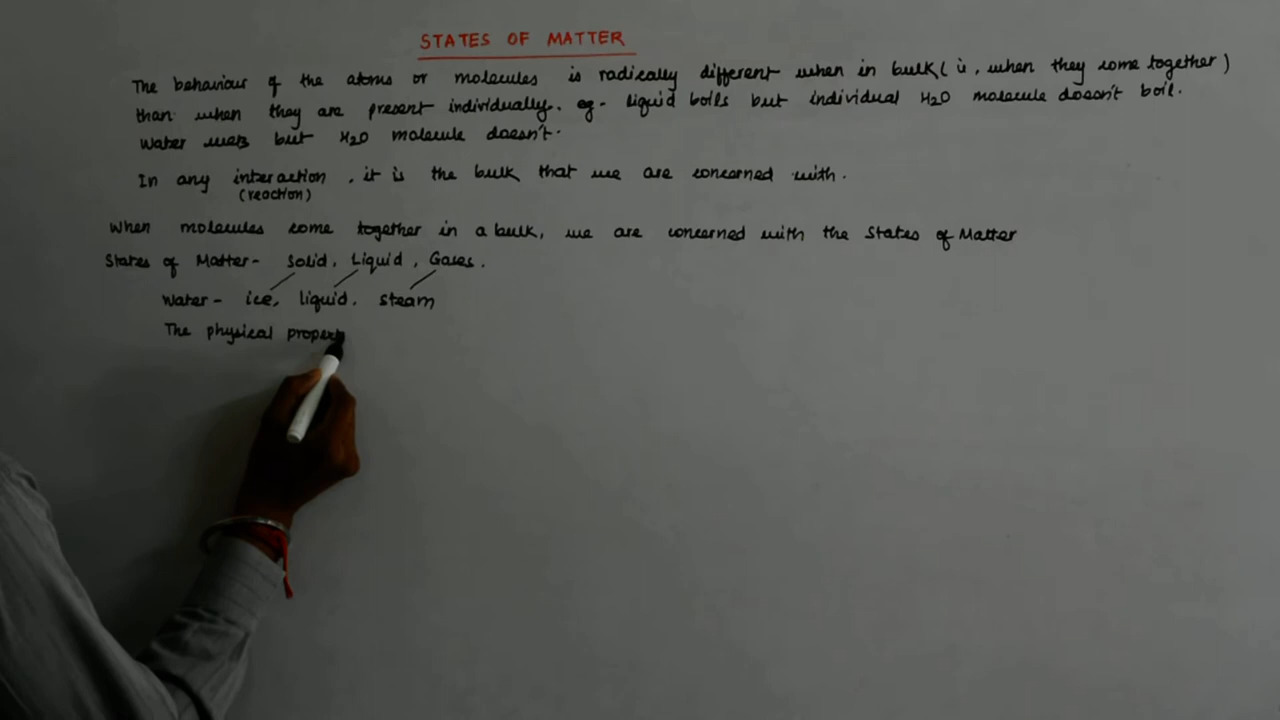 STATES OF MATTER
The behaviour of the atoms or molecules is radically different when in bulk (ie, when they come together)
than when they are present individually. eg- liquid boils but individual H2O molecule doesn't boil.
Water wets but H2O molecule doesn't.
In any interaction, it is the bulk that we are concerned with.
(reaction)
When molecules come together in a bulk, we are concerned with the States of Matter
States of Matter- Solid, Liquid, Gases.
Water- ice, liquid, steam
The physical propert